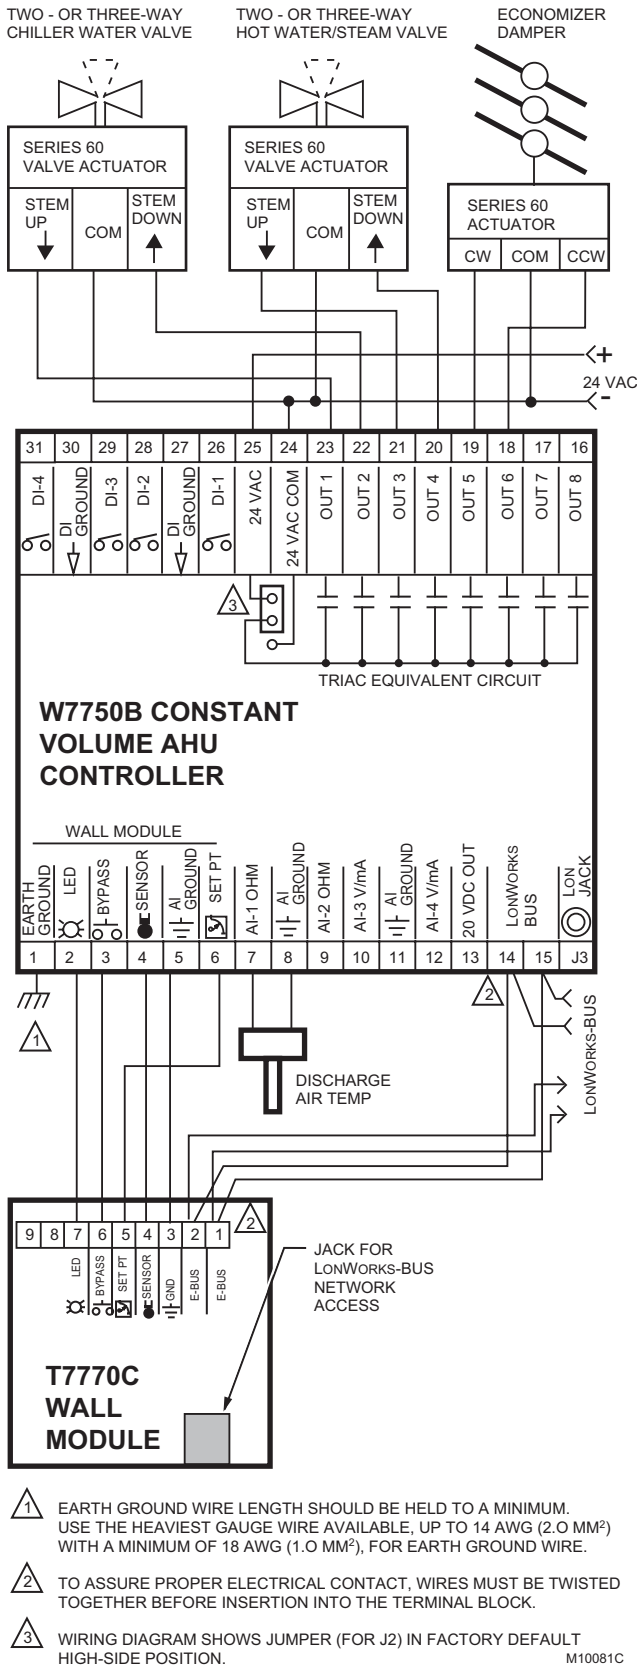 TWO - OR THREE-WAY
CHILLER WATER VALVE
TWO - OR THREE-WAY
HOT WATER/STEAM VALVE
ECONOMIZER
DAMPER
SERIES 60
VALVE ACTUATOR
STEM
UP
COM
STEM
DOWN
SERIES 60
VALVE ACTUATOR
STEM
UP
COM
STEM
DOWN
SERIES 60
ACTUATOR
CW
COM
CCW
+
24 VAC
-
31 30 29 28 27 26 25 24 23 22 21 20 19 18 17 16
DI-4
DI
GROUND
DI-3
DI-2
DI
GROUND
DI-1
24 VAC
24 VAC COM
OUT 1
OUT 2
OUT 3
OUT 4
OUT 5
OUT 6
OUT 7
OUT 8
3
TRIAC EQUIVALENT CIRCUIT
W7750B CONSTANT
VOLUME AHU
CONTROLLER
WALL MODULE
EARTH
GROUND
LED
BYPASS
SENSOR
AI
GROUND
SET PT
AI-1 OHM
AI
GROUND
AI-2 OHM
AI-3 V/mA
AI
GROUND
AI-4 V/mA
20 VDC OUT
LONWORKS
BUS
LON
JACK
1 2 3 4 5 6 7 8 9 10 11 12 13 14 15 J3
1
2
DISCHARGE
AIR TEMP
LONWORKS-BUS
9 8 7 6 5 4 3 2 1
2
LED
BYPASS
SET PT
SENSOR
GND
E-BUS
E-BUS
JACK FOR
LONWORKS-BUS
NETWORK
ACCESS
T7770C
WALL
MODULE
1 EARTH GROUND WIRE LENGTH SHOULD BE HELD TO A MINIMUM.
USE THE HEAVIEST GAUGE WIRE AVAILABLE, UP TO 14 AWG (2.O MM²)
WITH A MINIMUM OF 18 AWG (1.O MM²), FOR EARTH GROUND WIRE.
2 TO ASSURE PROPER ELECTRICAL CONTACT, WIRES MUST BE TWISTED
TOGETHER BEFORE INSERTION INTO THE TERMINAL BLOCK.
3 WIRING DIAGRAM SHOWS JUMPER (FOR J2) IN FACTORY DEFAULT
HIGH-SIDE POSITION.
M10081C